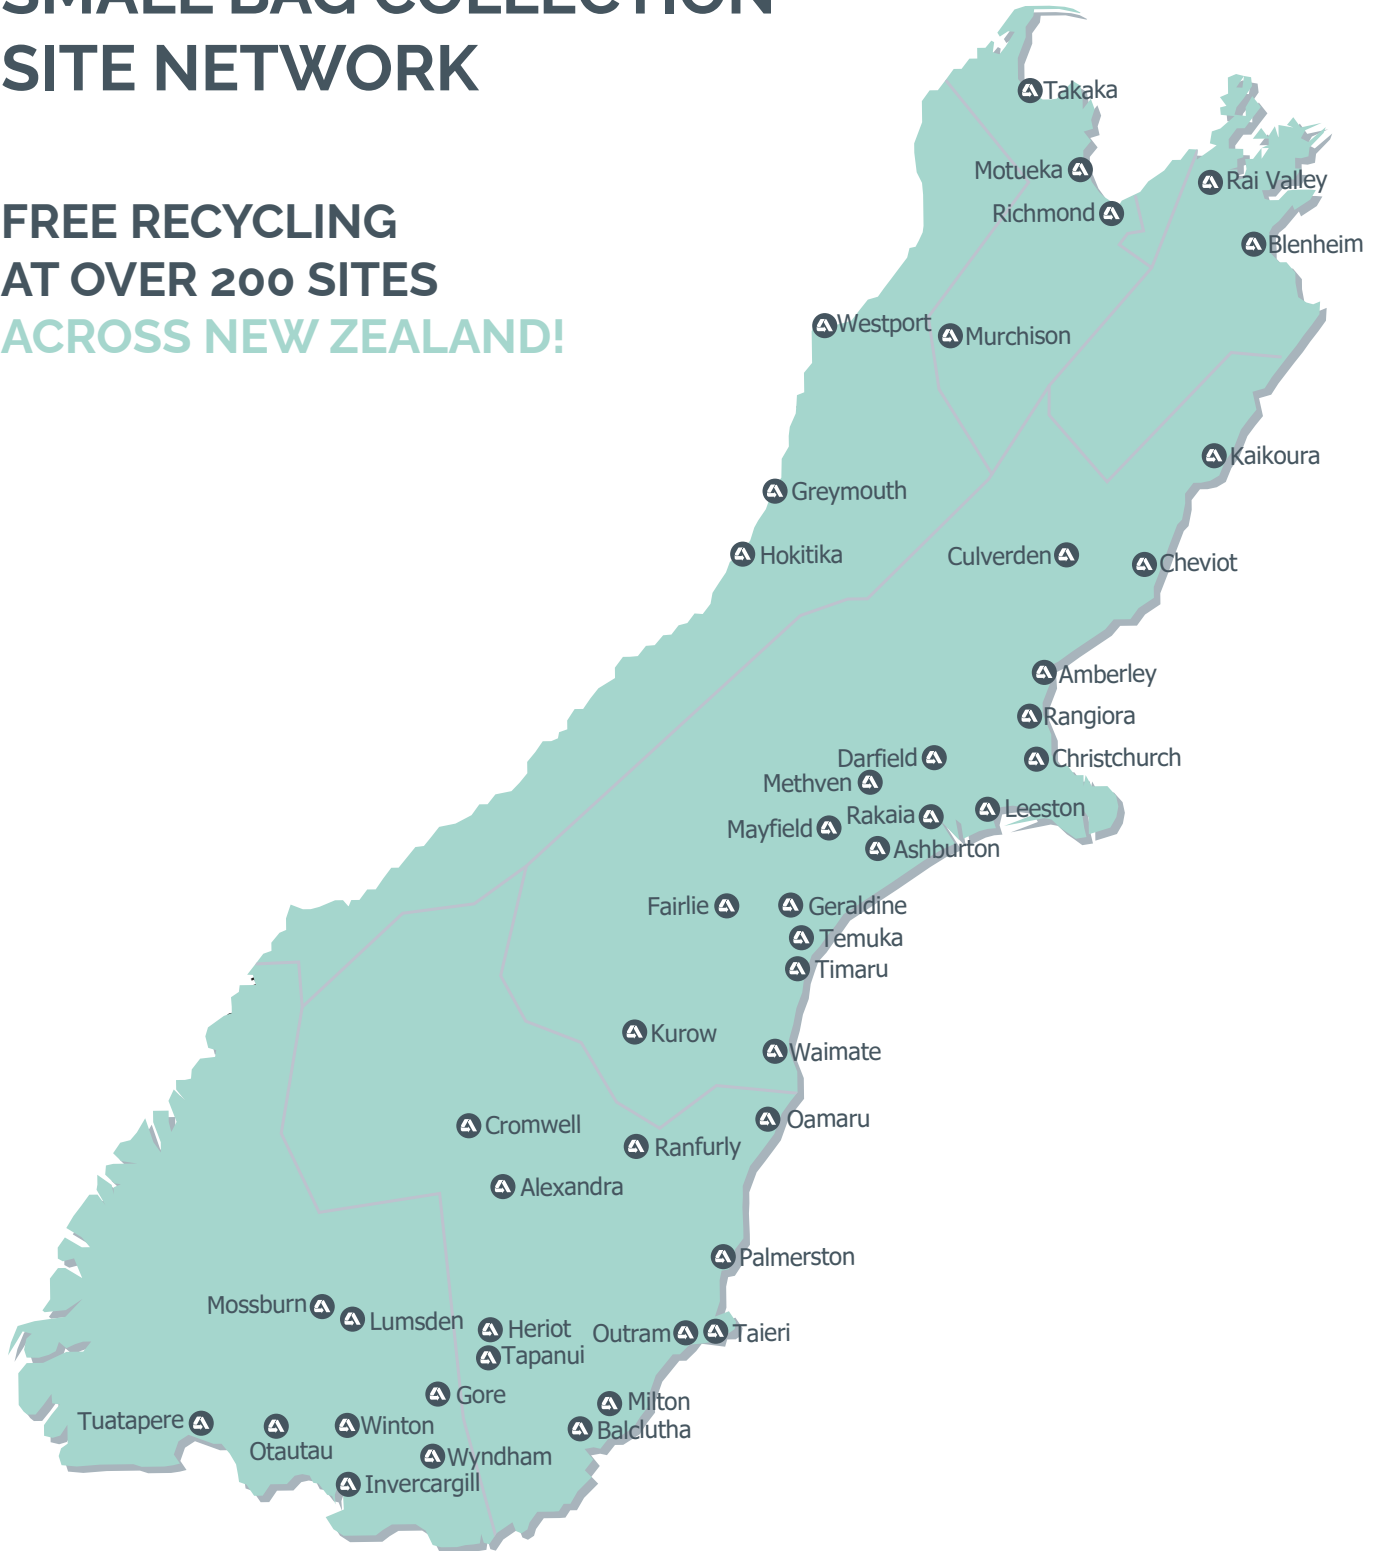 SMALL BAG COLLECTION
SITE NETWORK
FREE RECYCLING
AT OVER 200 SITES
ACROSS NEW ZEALAND!
Takaka
Motueka
Rai Valley
Richmond
Blenheim
Westport
Murchison
Kaikoura
Greymouth
Hokitika
Culverden
Cheviot
Amberley
Rangiora
Darfield
Christchurch
Methven
Leeston
Rakaia
Mayfield
Ashburton
Fairlie
Geraldine
Temuka
Timaru
Kurow
Waimate
Oamaru
Cromwell
Ranfurly
Alexandra
Palmerston
Mossburn
Lumsden
Heriot
Outram
Taieri
Tapanui
Gore
Milton
Tuatapere
Winton
Balclutha
Otautau
Wyndham
Invercargill